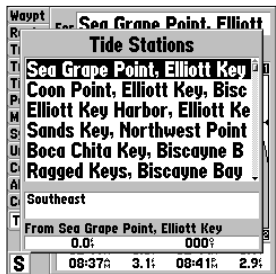 Waypt
For Sea Grape Point, Elliott
Tide Stations
Sea Grape Point, Elliott Key
Coon Point, Elliott Key, Bisc
Elliott Key Harbor, Elliott Ke
Sands Key, Northwest Point
Boca Chita Key, Biscayne B
Ragged Keys, Biscayne Bay
Southeast
From Sea Grape Point, Elliott Key
0.0
000
S 08:37 3.1 08:41 2.9